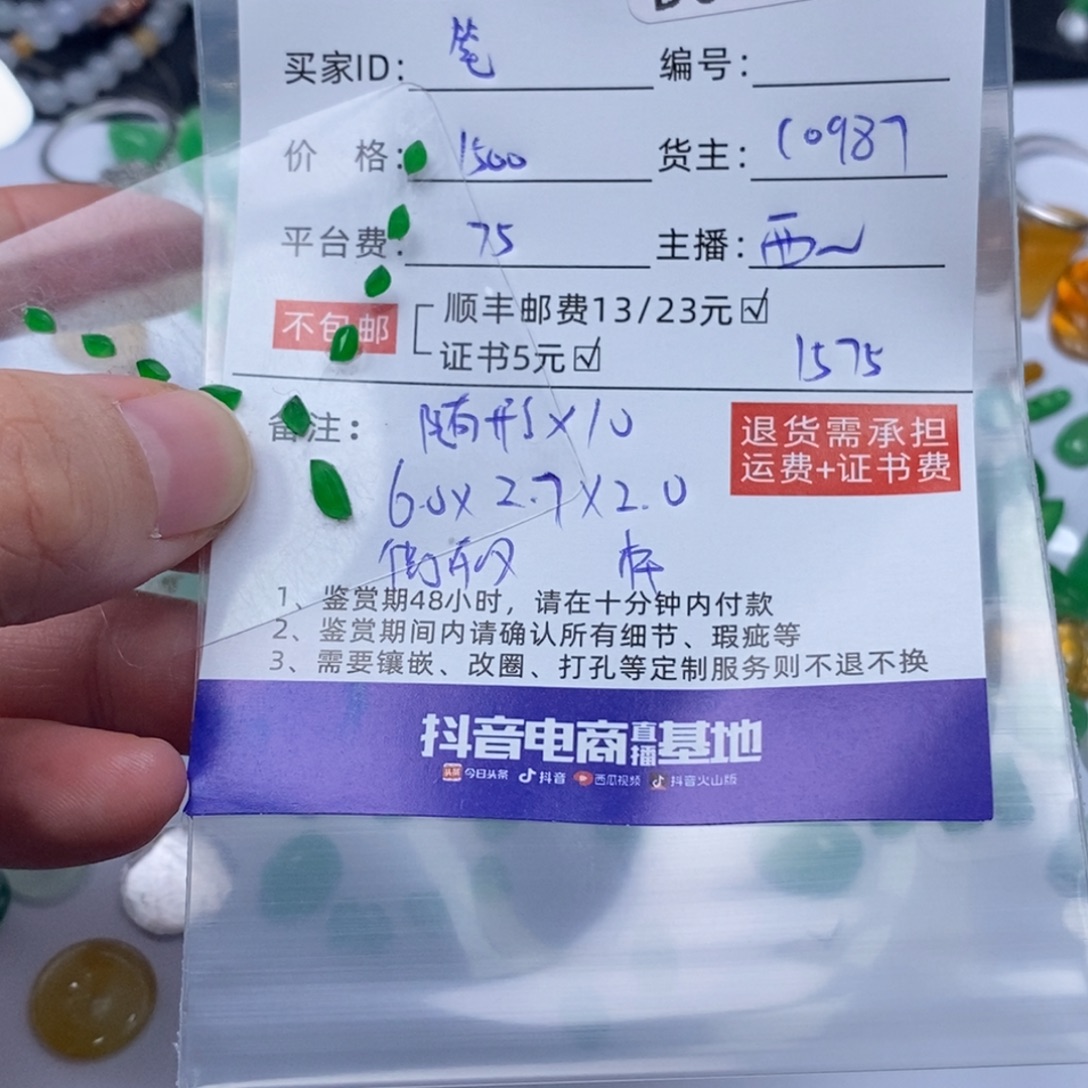 买家ID: 笔 编号:
价 格: 1500 货主: 10987
平台费: 75 主播: 西~
不包邮 顺丰邮费13/23元☑
证书5元☑ 1575
备注: 随形×10
退货需承担
运费+证书费
6.0×2.7×2.0
1、鉴赏期48小时，请在十分钟内付款
2、鉴赏期间内请确认所有细节、瑕疵等
3、需要镶嵌、改圈、打孔等定制服务则不退不换
抖音电商直播基地
头条 今日头条 抖音 西瓜视频 抖音火山版